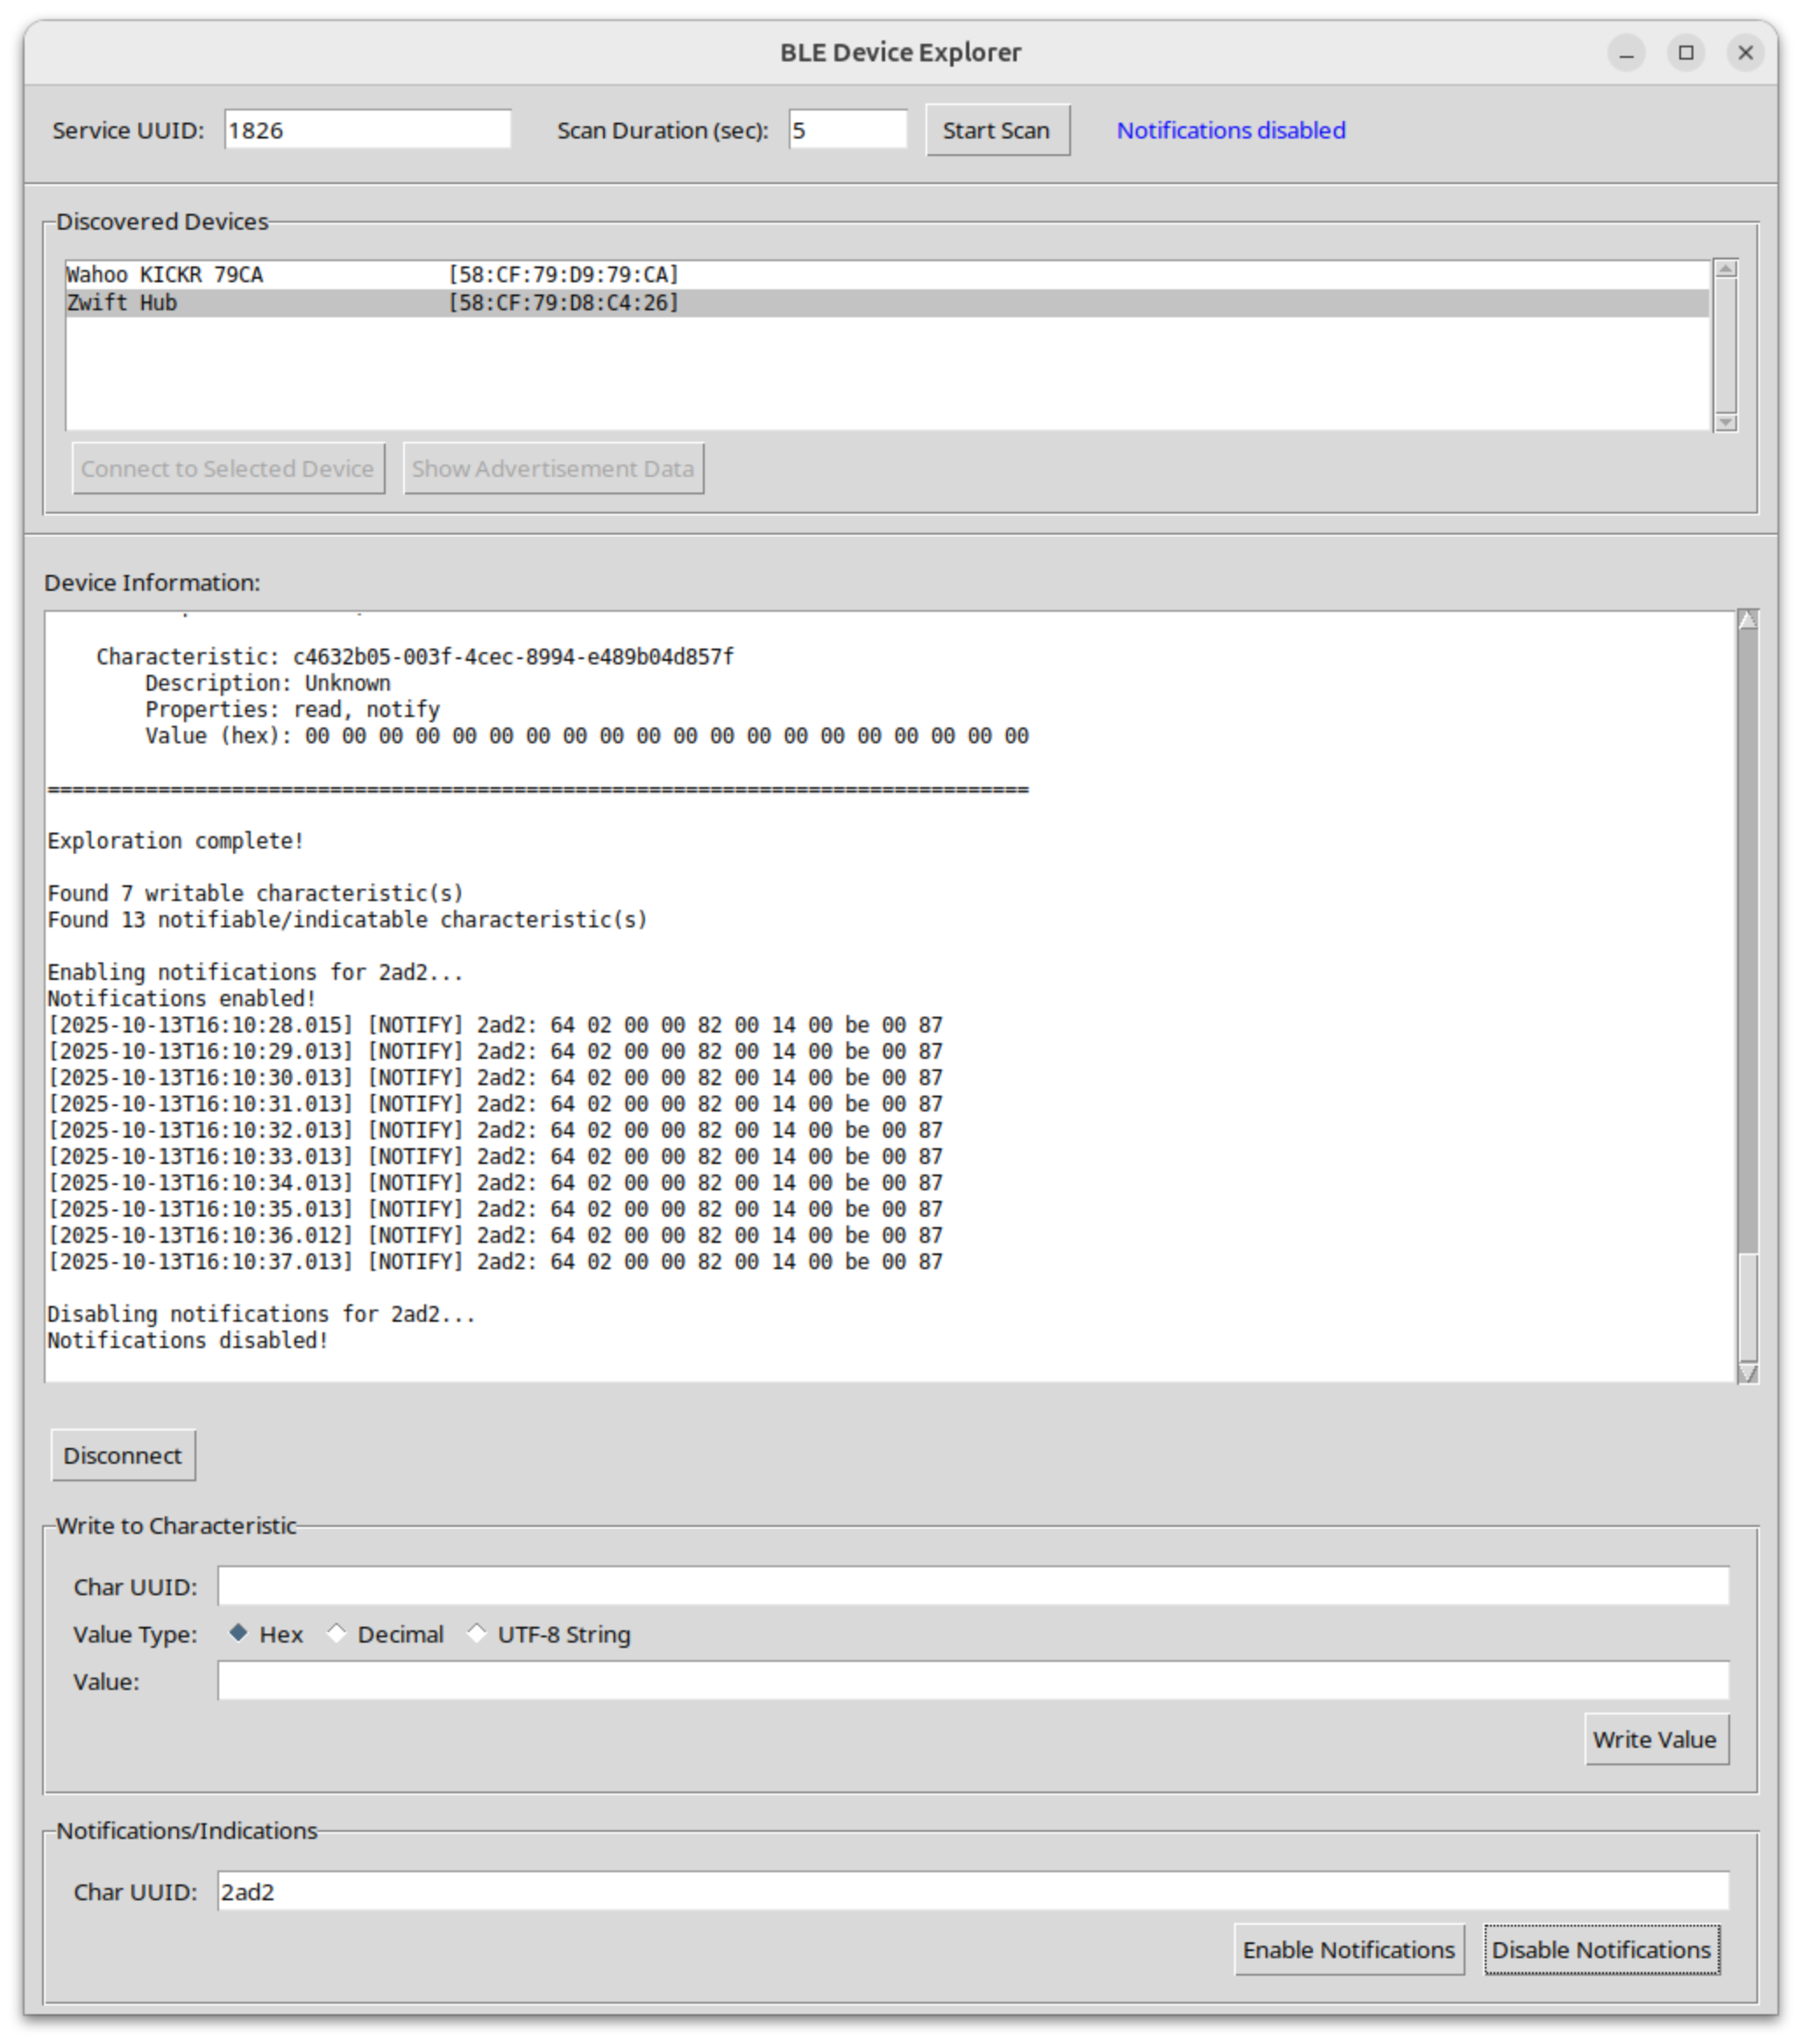 BLE Device Explorer
Service UUID: 1826 Scan Duration (sec): 5 Start Scan Notifications disabled
Discovered Devices
Wahoo KICKR 79CA [58:CF:79:D9:79:CA]
Zwift Hub [58:CF:79:D8:C4:26]
Connect to Selected Device Show Advertisement Data
Device Information:
Characteristic: c4632b05-003f-4cec-8994-e489b04d857f
Description: Unknown
Properties: read, notify
Value (hex): 00 00 00 00 00 00 00 00 00 00 00 00 00 00 00 00 00 00 00 00
================================================================================
Exploration complete!
Found 7 writable characteristic(s)
Found 13 notifiable/indicatable characteristic(s)
Enabling notifications for 2ad2...
Notifications enabled!
[2025-10-13T16:10:28.015] [NOTIFY] 2ad2: 64 02 00 00 82 00 14 00 be 00 87
[2025-10-13T16:10:29.013] [NOTIFY] 2ad2: 64 02 00 00 82 00 14 00 be 00 87
[2025-10-13T16:10:30.013] [NOTIFY] 2ad2: 64 02 00 00 82 00 14 00 be 00 87
[2025-10-13T16:10:31.013] [NOTIFY] 2ad2: 64 02 00 00 82 00 14 00 be 00 87
[2025-10-13T16:10:32.013] [NOTIFY] 2ad2: 64 02 00 00 82 00 14 00 be 00 87
[2025-10-13T16:10:33.013] [NOTIFY] 2ad2: 64 02 00 00 82 00 14 00 be 00 87
[2025-10-13T16:10:34.013] [NOTIFY] 2ad2: 64 02 00 00 82 00 14 00 be 00 87
[2025-10-13T16:10:35.013] [NOTIFY] 2ad2: 64 02 00 00 82 00 14 00 be 00 87
[2025-10-13T16:10:36.012] [NOTIFY] 2ad2: 64 02 00 00 82 00 14 00 be 00 87
[2025-10-13T16:10:37.013] [NOTIFY] 2ad2: 64 02 00 00 82 00 14 00 be 00 87
Disabling notifications for 2ad2...
Notifications disabled!
Disconnect
Write to Characteristic
Char UUID:
Value Type: Hex Decimal UTF-8 String
Value:
Write Value
Notifications/Indications
Char UUID: 2ad2
Enable Notifications Disable Notifications